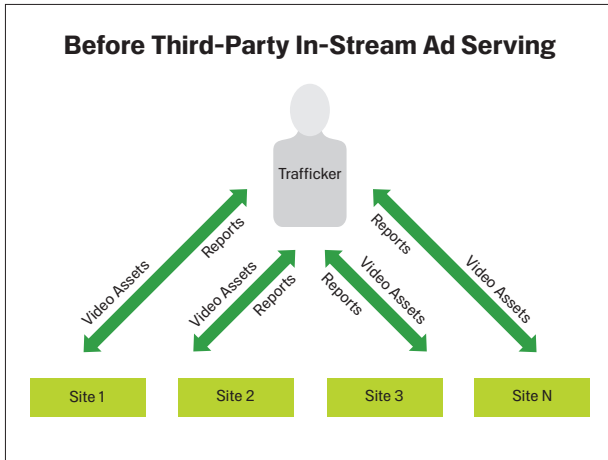 Before Third-Party In-Stream Ad Serving
Trafficker
Video Assets
Reports
Video Assets
Reports
Reports
Video Assets
Reports
Video Assets
Site 1
Site 2
Site 3
Site N